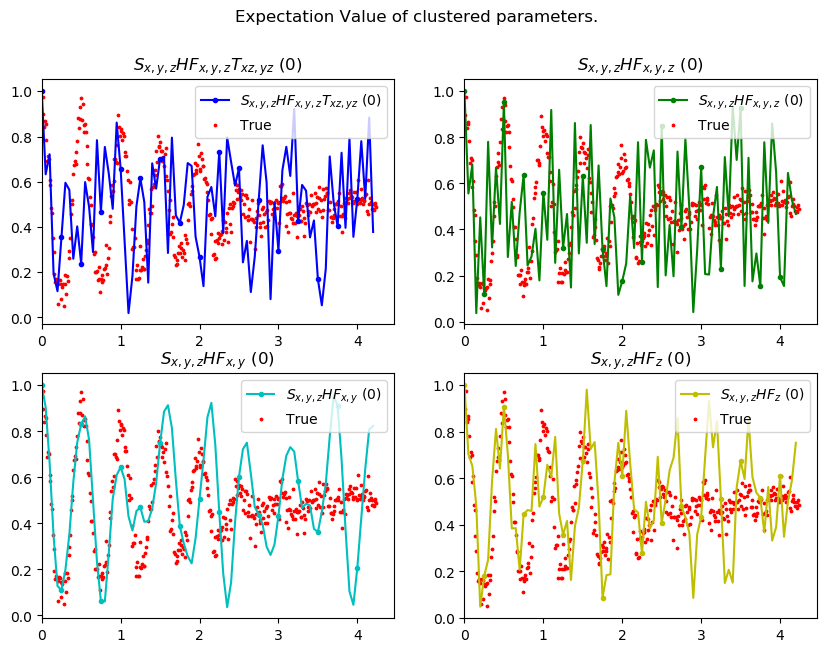 Expectation Value of clustered parameters.
S_{x,y,z}HF_{x,y,z}T_{xz,yz} (0)
1.0
0.8
0.6
0.4
0.2
0.0
0 1 2 3 4
S_{x,y,z}HF_{x,y,z}T_{xz,yz} (0)
True
S_{x,y,z}HF_{x,y,z} (0)
1.0
0.8
0.6
0.4
0.2
0.0
0 1 2 3 4
S_{x,y,z}HF_{x,y,z} (0)
True
S_{x,y,z}HF_{x,y} (0)
1.0
0.8
0.6
0.4
0.2
0.0
0 1 2 3 4
S_{x,y,z}HF_{x,y} (0)
True
S_{x,y,z}HF_{z} (0)
1.0
0.8
0.6
0.4
0.2
0.0
0 1 2 3 4
S_{x,y,z}HF_{z} (0)
True